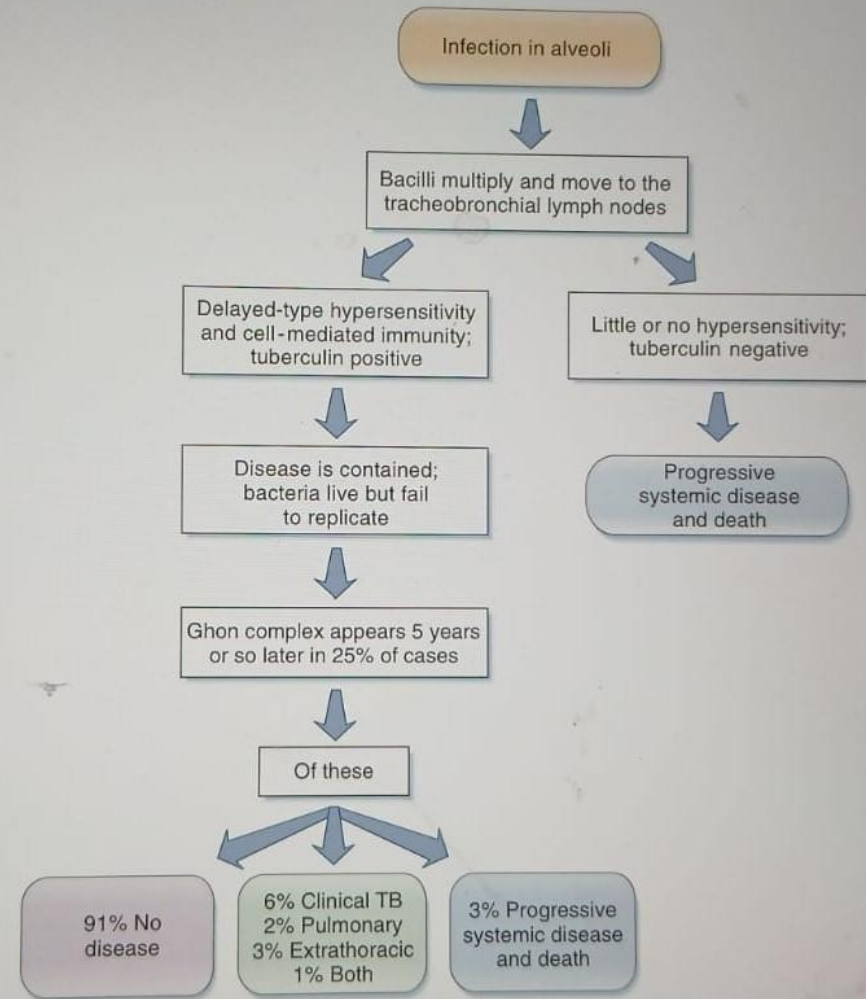 Infection in alveoli
Bacilli multiply and move to the
tracheobronchial lymph nodes
Delayed-type hypersensitivity
and cell-mediated immunity;
tuberculin positive
Little or no hypersensitivity;
tuberculin negative
Disease is contained;
bacteria live but fail
to replicate
Progressive
systemic disease
and death
Ghon complex appears 5 years
or so later in 25% of cases
Of these
91% No
disease
6% Clinical TB
2% Pulmonary
3% Extrathoracic
1% Both
3% Progressive
systemic disease
and death